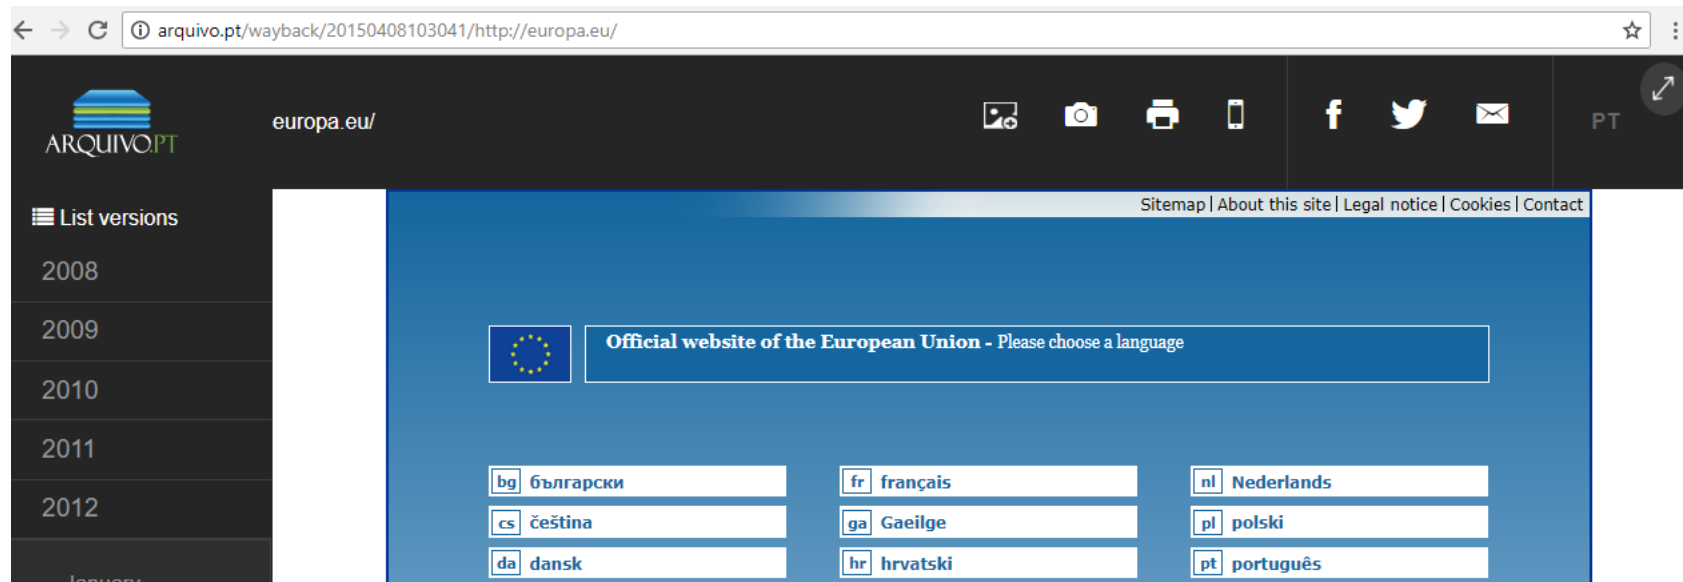 arquivo.pt/wayback/20150408103041/http://europa.eu/
ARQUIVO.PT
europa.eu/
f
PT
List versions
2008
2009
2010
2011
2012
January
Sitemap | About this site | Legal notice | Cookies | Contact
Official website of the European Union - Please choose a language
bg български
fr français
nl Nederlands
cs čeština
ga Gaeilge
pl polski
da dansk
hr hrvatski
pt português